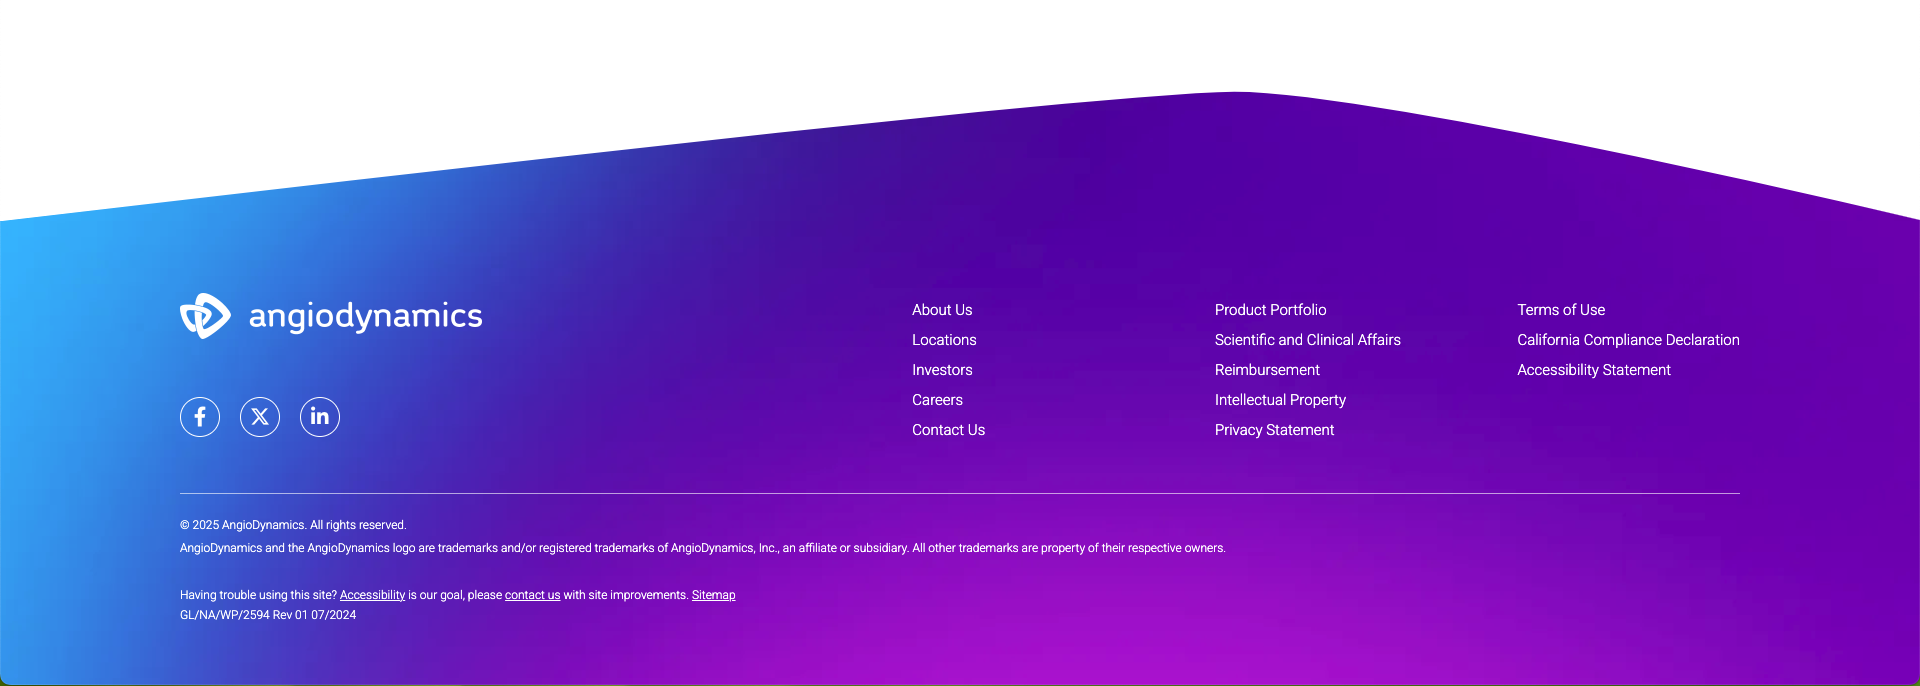 angiodynamics
About Us
Locations
Investors
Careers
Contact Us
Product Portfolio
Scientific and Clinical Affairs
Reimbursement
Intellectual Property
Privacy Statement
Terms of Use
California Compliance Declaration
Accessibility Statement
© 2025 AngioDynamics. All rights reserved.
AngioDynamics and the AngioDynamics logo are trademarks and/or registered trademarks of AngioDynamics, Inc., an affiliate or subsidiary. All other trademarks are property of their respective owners.
Having trouble using this site? Accessibility is our goal, please contact us with site improvements. Sitemap
GL/NA/WP/2594 Rev 01 07/2024